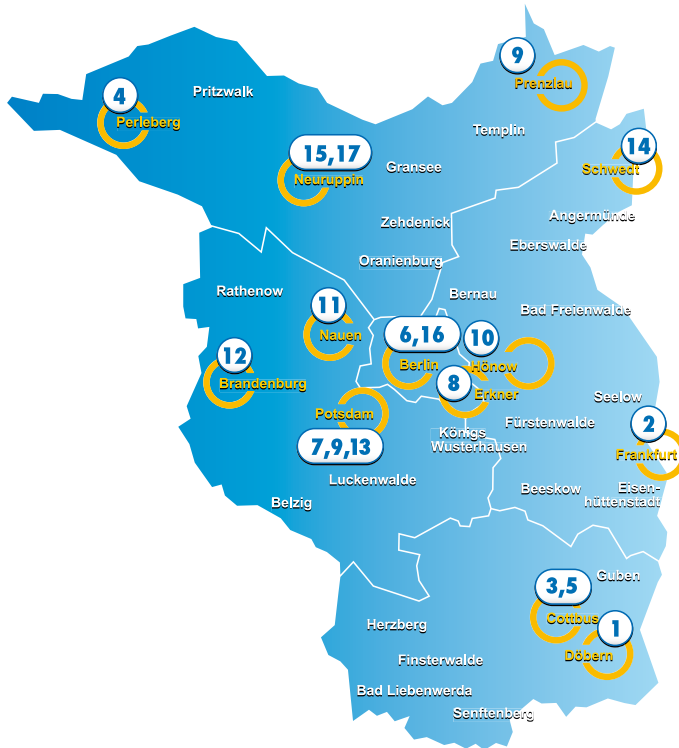 9
Prenzlau
4
Perleberg
Pritzwalk
Templin
15,17
Neuruppin
Gransee
14
Schwedt
Zehdenick
Angermünde
Eberswalde
Oranienburg
Rathenow
Bernau
11
Nauen
Bad Freienwalde
6,16
Berlin
10
Hönow
12
Brandenburg
8
Erkner
Seelow
Potsdam
7,9,13
Königs
Wusterhausen
Fürstenwalde
2
Frankfurt
Luckenwalde
Belzig
Beeskow
Eisen-
hüttenstadt
3,5
Cottbus
Guben
1
Döbern
Herzberg
Finsterwalde
Bad Liebenwerda
Senftenberg